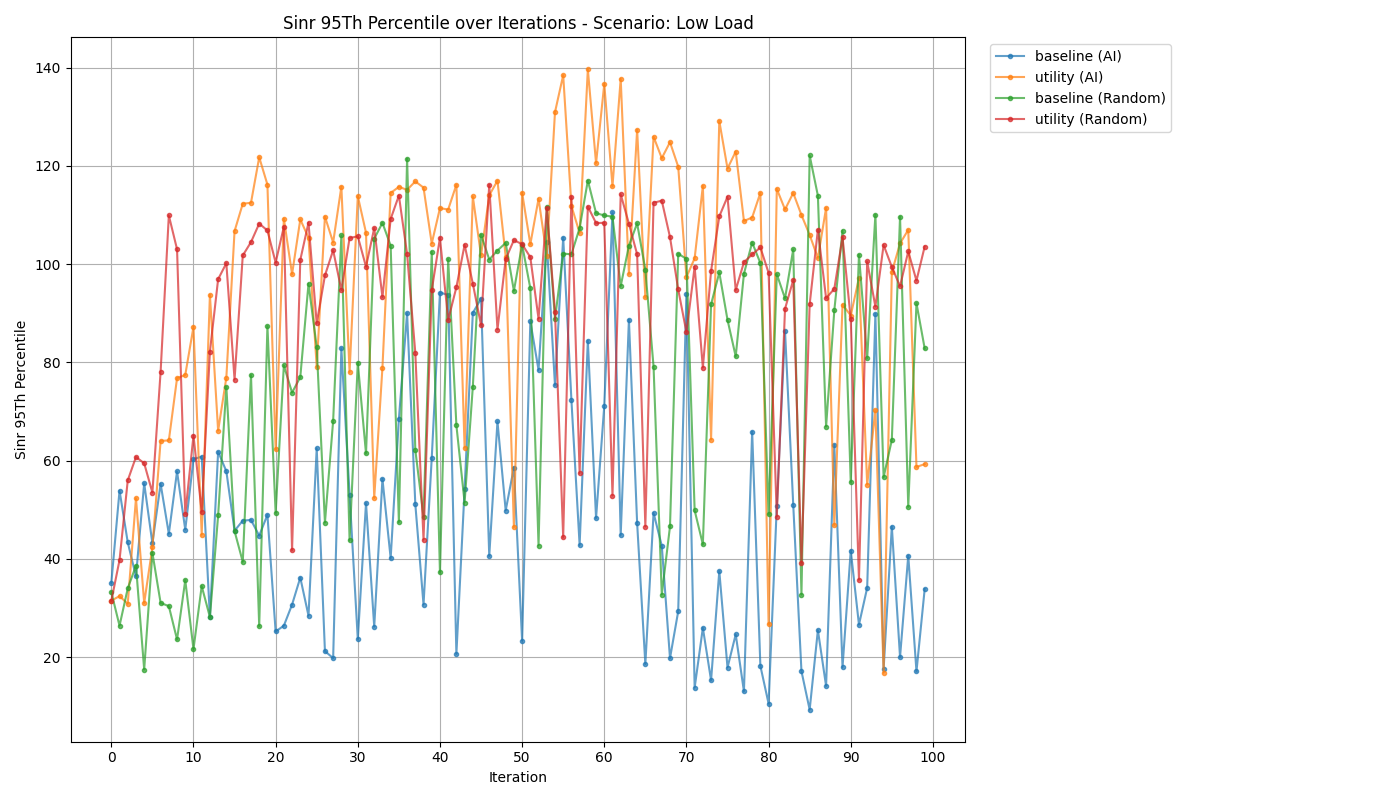 Sinr 95Th Percentile over Iterations - Scenario: Low Load
baseline (AI)
utility (AI)
baseline (Random)
utility (Random)
Sinr 95Th Percentile
140
120
100
80
60
40
20
0 10 20 30 40 50 60 70 80 90 100
Iteration